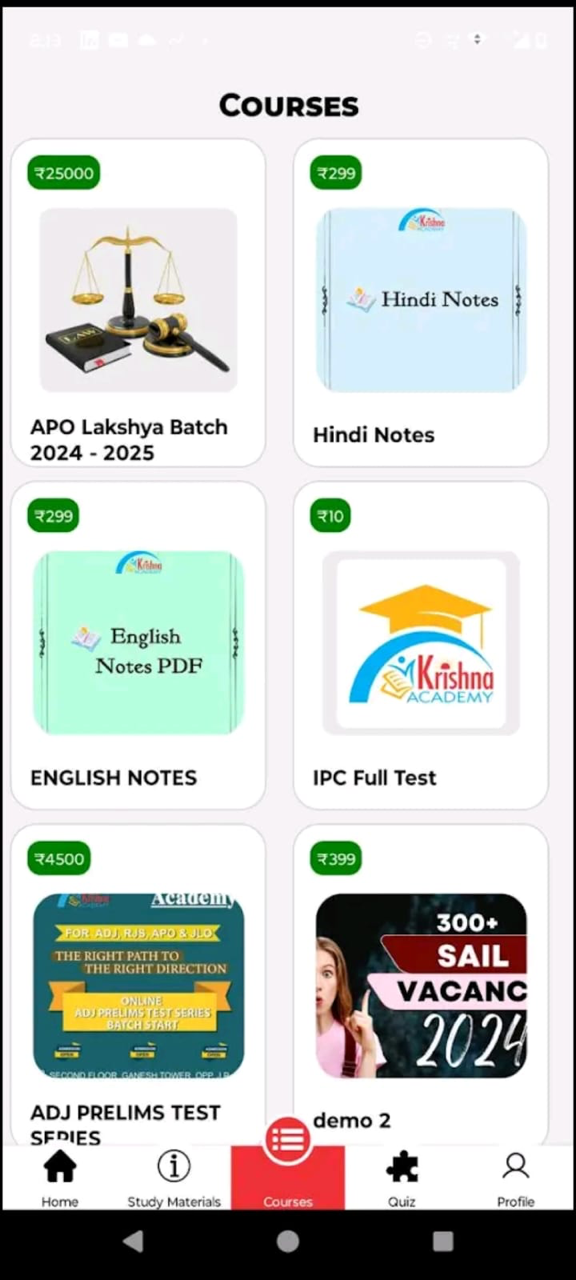 COURSES
₹25000
LAW
APO Lakshya Batch
2024 - 2025
₹299
Krishna
ACADEMY
Hindi Notes
Hindi Notes
₹299
Krishna
ACADEMY
English
Notes PDF
ENGLISH NOTES
₹10
Krishna
ACADEMY
IPC Full Test
₹4500
Krishna
Academy
FOR ADJ, RJS, APO & JLO
THE RIGHT PATH TO
THE RIGHT DIRECTION
ONLINE
ADJ PRELIMS TEST SERIES
BATCH START
SECOND FLOOR, GANESH TOWER, OPP. J.P.
ADJ PRELIMS TEST
SERIES
₹399
300+
SAIL
VACANC
2024
demo 2
Home
Study Materials
Courses
Quiz
Profile